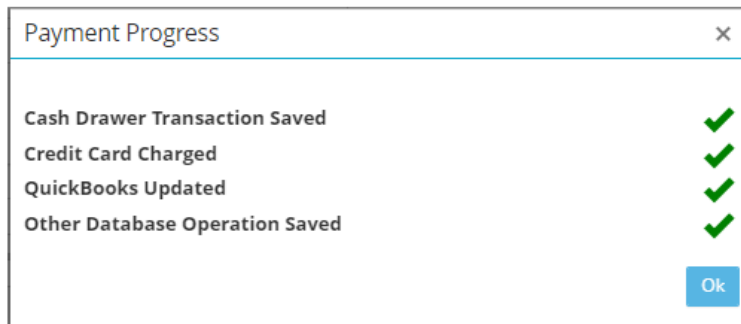 Payment Progress
Cash Drawer Transaction Saved
Credit Card Charged
QuickBooks Updated
Other Database Operation Saved
Ok